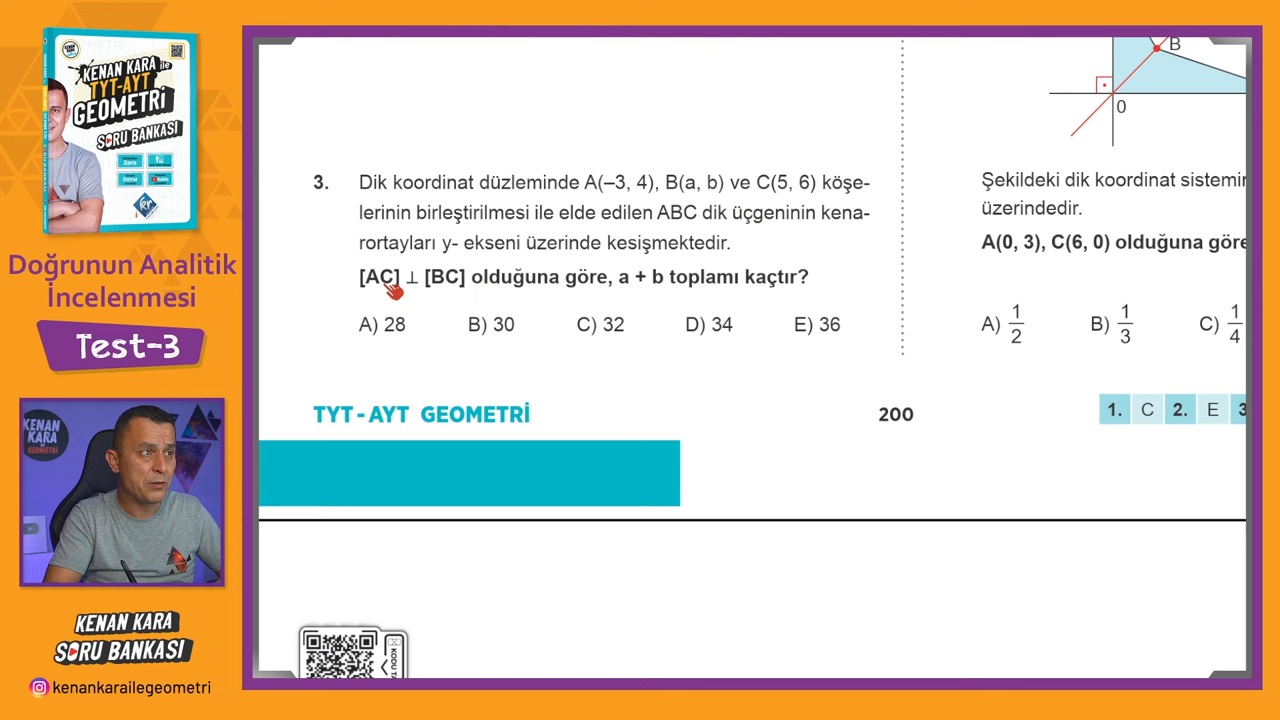 KENAN KARA ile
TYT-AYT
GEOMETRİ
SORU BANKASI
Doğrunun Analitik
İncelenmesi
Test-3
KENAN
KARA
GEOMETRİ
KENAN KARA
SORU BANKASI
kenankarailegeometri
3. Dik koordinat düzleminde A(–3, 4), B(a, b) ve C(5, 6) köşe-
lerinin birleştirilmesi ile elde edilen ABC dik üçgeninin kena-
rortayları y- ekseni üzerinde kesişmektedir.
[AC] ⊥ [BC] olduğuna göre, a + b toplamı kaçtır?
A) 28 B) 30 C) 32 D) 34 E) 36
TYT - AYT GEOMETRİ
200
B
0
Şekildeki dik koordinat
üzerindedir.
A(0, 3), C(6, 0) olduğuna göre
A) 1/2 B) 1/3 C) 1/4
1. C 2. E 3